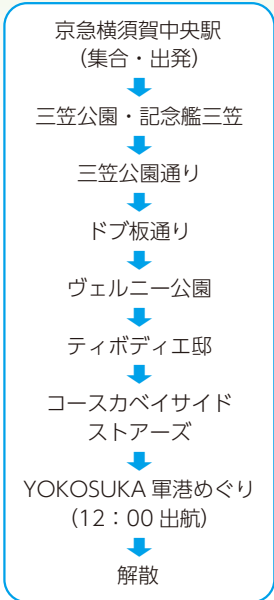 京急横須賀中央駅
（集合・出発）
三笠公園・記念艦三笠
三笠公園通り
ドブ板通り
ヴェルニー公園
ティボディエ邸
コースカベイサイド
ストアーズ
YOKOSUKA 軍港めぐり
（12：00 出航）
解散